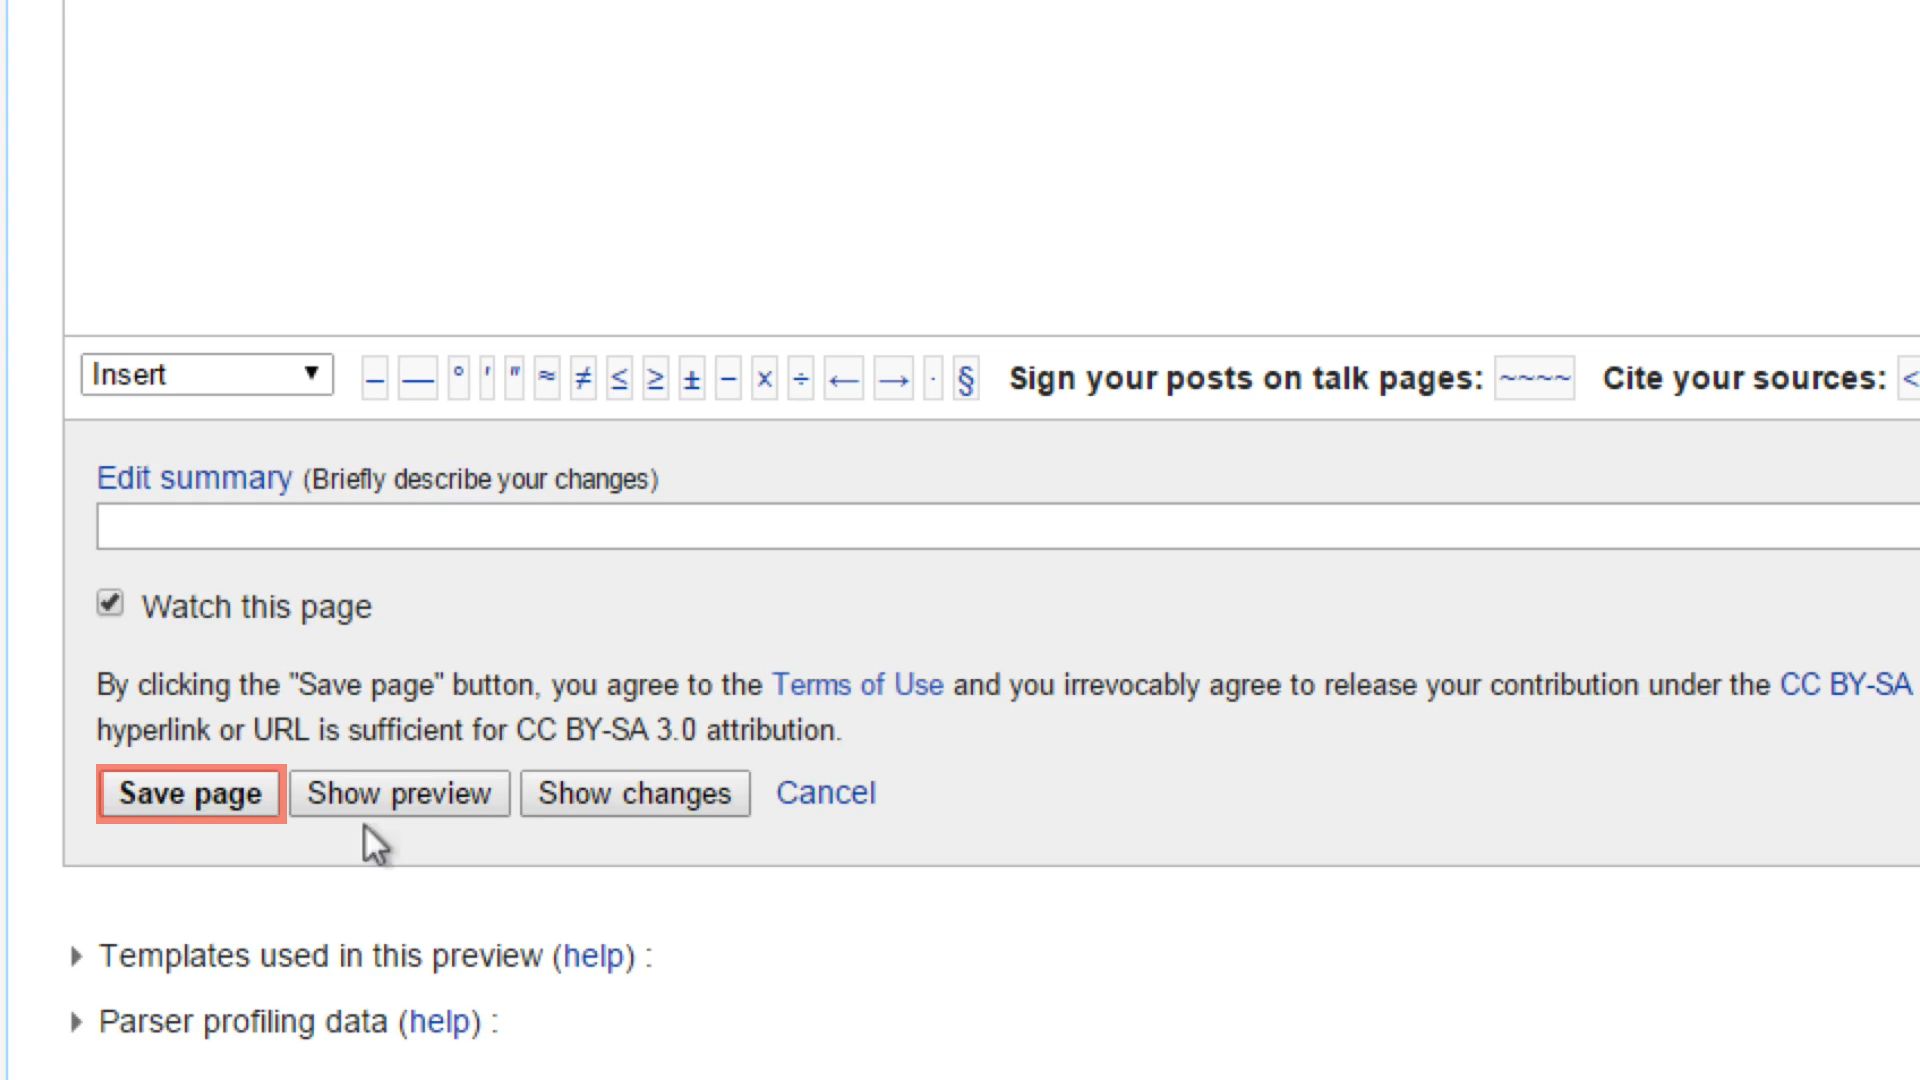 Insert ▼ – — ° ′ ″ ≈ ≠ ≤ ≥ ± − × ÷ ← → · § Sign your posts on talk pages: ~~~~ Cite your sources: <
Edit summary (Briefly describe your changes)
Watch this page
By clicking the "Save page" button, you agree to the Terms of Use and you irrevocably agree to release your contribution under the CC BY-SA
hyperlink or URL is sufficient for CC BY-SA 3.0 attribution.
Save page Show preview Show changes Cancel
Templates used in this preview (help) :
Parser profiling data (help) :